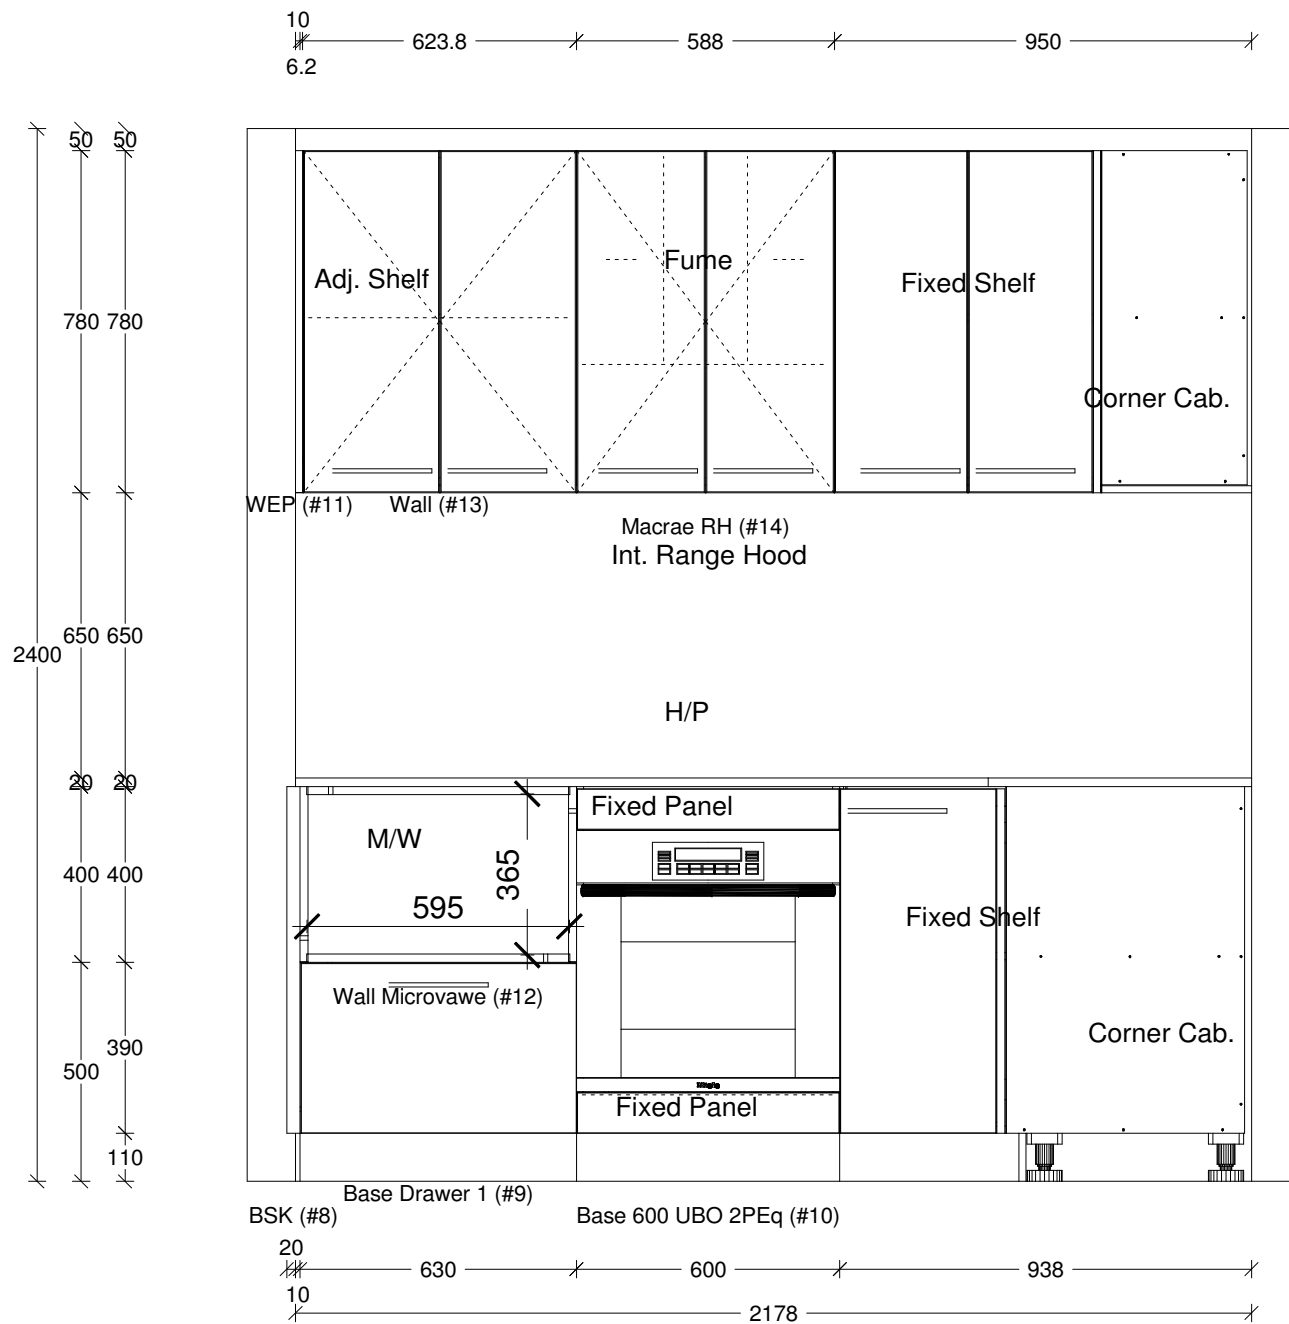 10
623.8
588
950
6.2
50 50
Adj. Shelf
Fume
Fixed Shelf
780 780
Corner Cab.
WEP (#11)
Wall (#13)
Macrae RH (#14)
Int. Range Hood
650 650
2400
H/P
20 20
Fixed Panel
M/W
365
400 400
595
Fixed Shelf
Wall Microvawe (#12)
Corner Cab.
390
500
Fixed Panel
110
Base Drawer 1 (#9)
BSK (#8)
Base 600 UBO 2PEq (#10)
20
630
600
938
10
2178